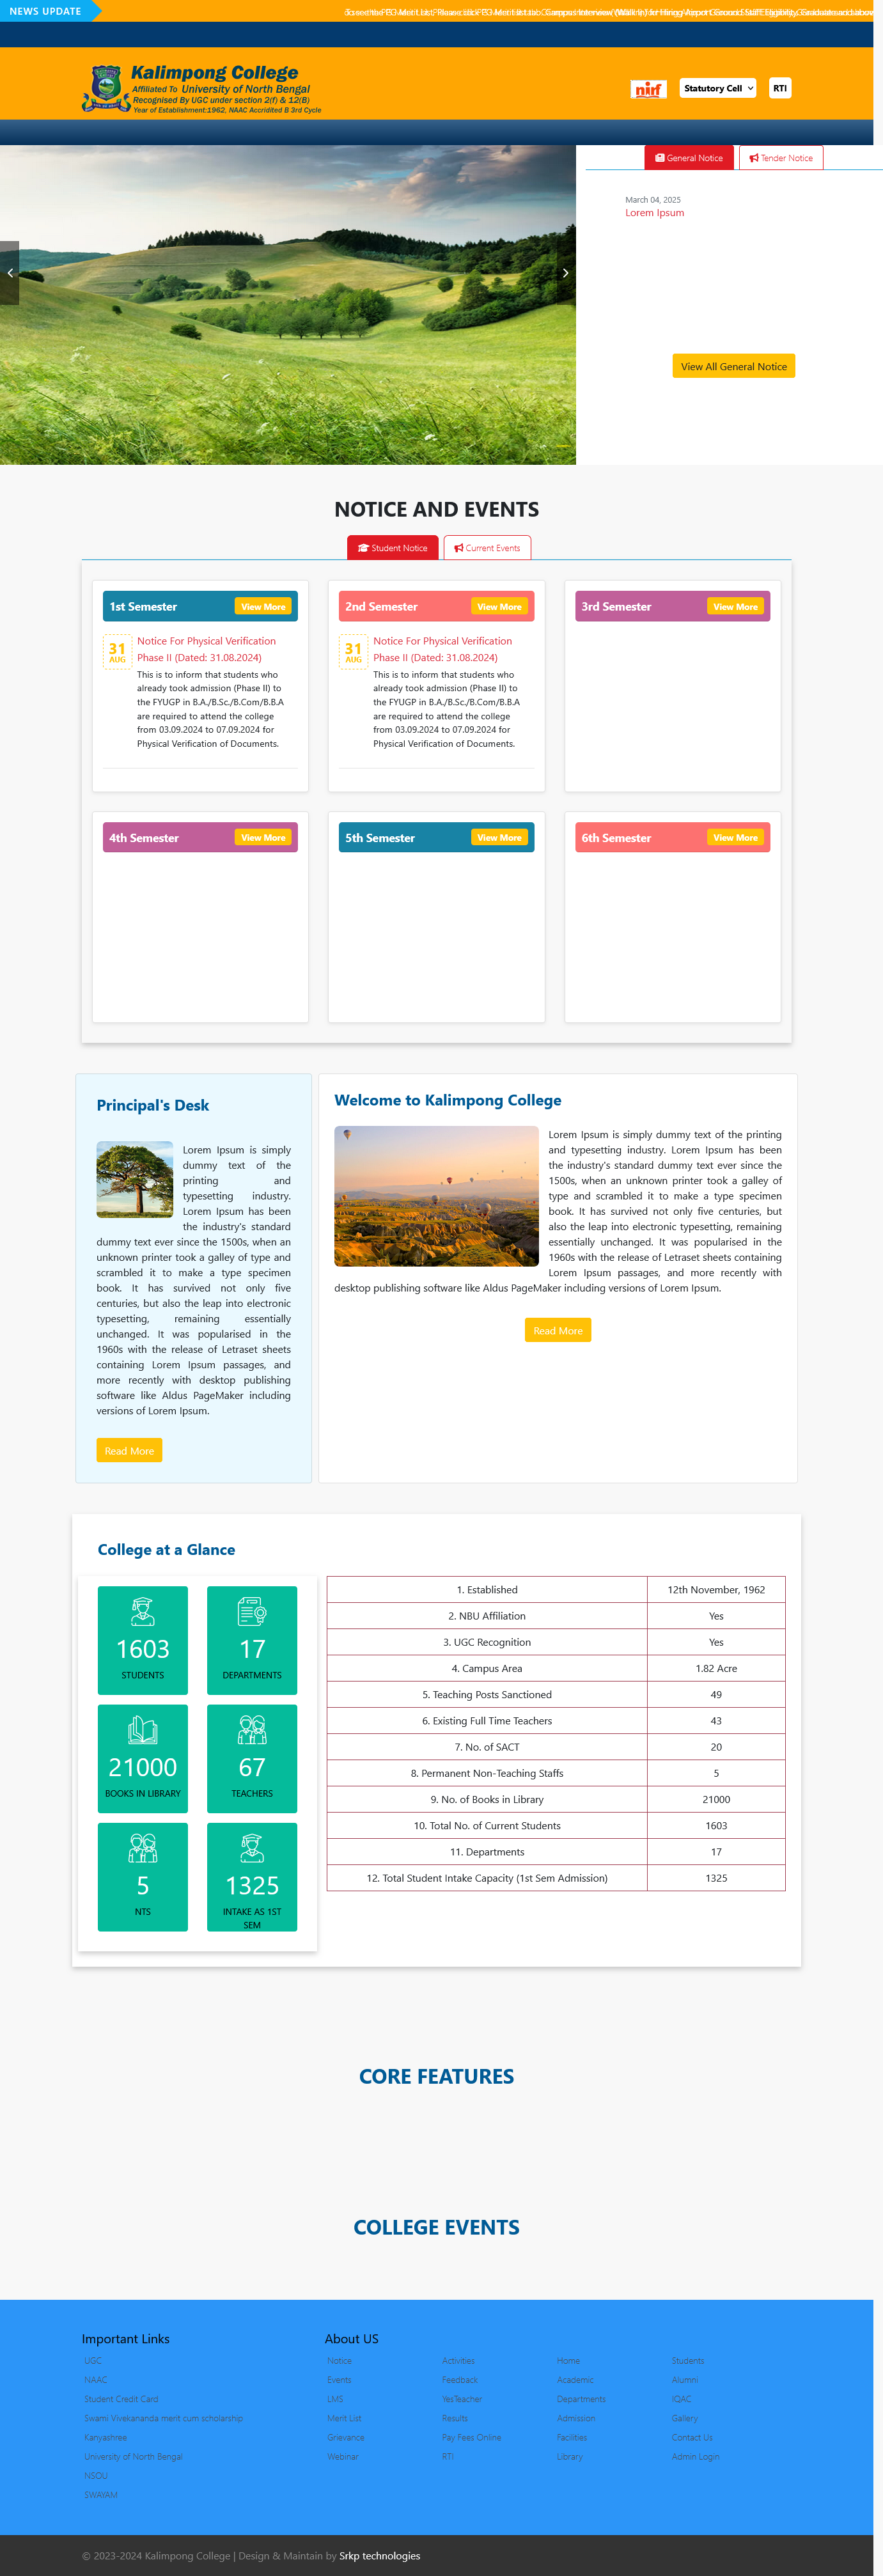 NEWS UPDATE
Kalimpong College
Affiliated To University of North Bengal
Recognised By UGC under section 2(f) & 12(B)
Year of Establishment:1962, NAAC Accridited B 3rd Cycle
nirf
Statutory Cell
RTI
General Notice
Tender Notice
March 04, 2025
Lorem Ipsum
View All General Notice
NOTICE AND EVENTS
Student Notice
Current Events
1st Semester
View More
31
AUG
Notice For Physical Verification
Phase II (Dated: 31.08.2024)
This is to inform that students who
already took admission (Phase II) to
the FYUGP in B.A./B.Sc./B.Com/B.B.A
are required to attend the college
from 03.09.2024 to 07.09.2024 for
Physical Verification of Documents.
2nd Semester
View More
31
AUG
Notice For Physical Verification
Phase II (Dated: 31.08.2024)
This is to inform that students who
already took admission (Phase II) to
the FYUGP in B.A./B.Sc./B.Com/B.B.A
are required to attend the college
from 03.09.2024 to 07.09.2024 for
Physical Verification of Documents.
3rd Semester
View More
4th Semester
View More
5th Semester
View More
6th Semester
View More
Principal's Desk
Lorem Ipsum is simply
dummy text of the
printing and
typesetting industry.
Lorem Ipsum has been
the industry's standard
dummy text ever since the 1500s, when an
unknown printer took a galley of type and
scrambled it to make a type specimen
book. It has survived not only five
centuries, but also the leap into electronic
typesetting, remaining essentially
unchanged. It was popularised in the
1960s with the release of Letraset sheets
containing Lorem Ipsum passages, and
more recently with desktop publishing
software like Aldus PageMaker including
versions of Lorem Ipsum.
Read More
Welcome to Kalimpong College
Lorem Ipsum is simply dummy text of the printing
and typesetting industry. Lorem Ipsum has been
the industry's standard dummy text ever since the
1500s, when an unknown printer took a galley of
type and scrambled it to make a type specimen
book. It has survived not only five centuries, but
also the leap into electronic typesetting, remaining
essentially unchanged. It was popularised in the
1960s with the release of Letraset sheets containing
Lorem Ipsum passages, and more recently with
desktop publishing software like Aldus PageMaker including versions of Lorem Ipsum.
Read More
College at a Glance
1603
STUDENTS
17
DEPARTMENTS
21000
BOOKS IN LIBRARY
67
TEACHERS
5
NTS
1325
INTAKE AS 1ST
SEM
1. Established 12th November, 1962
2. NBU Affiliation Yes
3. UGC Recognition Yes
4. Campus Area 1.82 Acre
5. Teaching Posts Sanctioned 49
6. Existing Full Time Teachers 43
7. No. of SACT 20
8. Permanent Non-Teaching Staffs 5
9. No. of Books in Library 21000
10. Total No. of Current Students 1603
11. Departments 17
12. Total Student Intake Capacity (1st Sem Admission) 1325
CORE FEATURES
COLLEGE EVENTS
Important Links
UGC
NAAC
Student Credit Card
Swami Vivekananda merit cum scholarship
Kanyashree
University of North Bengal
NSOU
SWAYAM
About US
Notice
Events
LMS
Merit List
Grievance
Webinar
Activities
Feedback
YesTeacher
Results
Pay Fees Online
RTI
Home
Academic
Departments
Admission
Facilities
Library
Students
Alumni
IQAC
Gallery
Contact Us
Admin Login
© 2023-2024 Kalimpong College | Design & Maintain by Srkp technologies